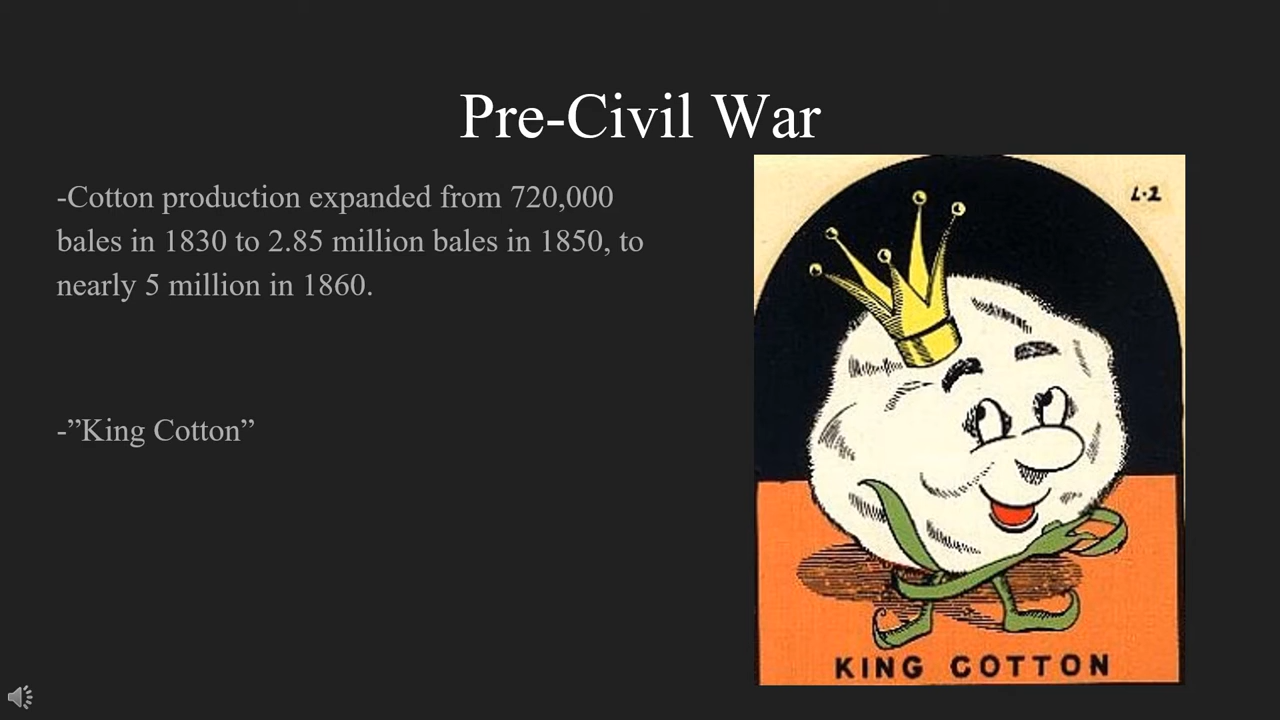 Pre-Civil War
-Cotton production expanded from 720,000
bales in 1830 to 2.85 million bales in 1850, to
nearly 5 million in 1860.
-”King Cotton”
L·2
KING COTTON